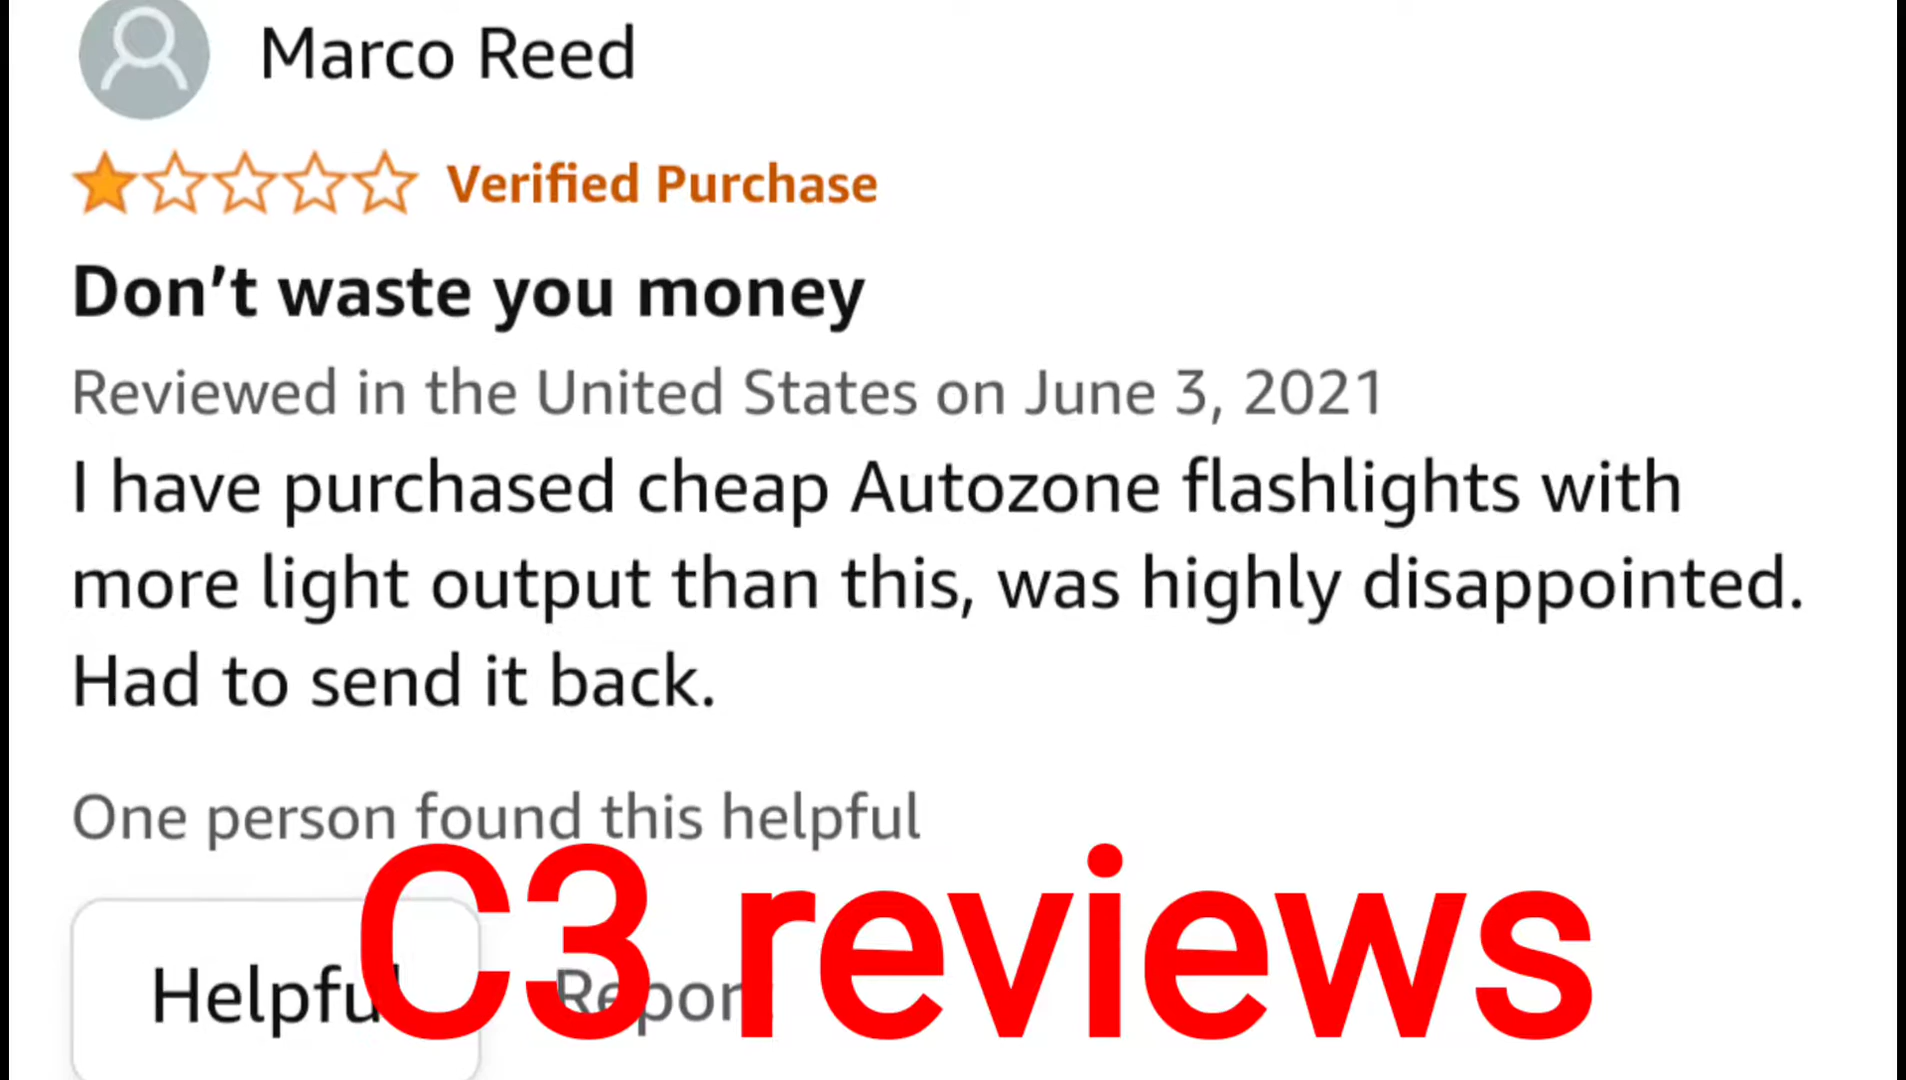 Marco Reed
Verified Purchase
Don't waste you money
Reviewed in the United States on June 3, 2021
I have purchased cheap Autozone flashlights with
more light output than this, was highly disappointed.
Had to send it back.
One person found this helpful
Helpful Report
C3 reviews